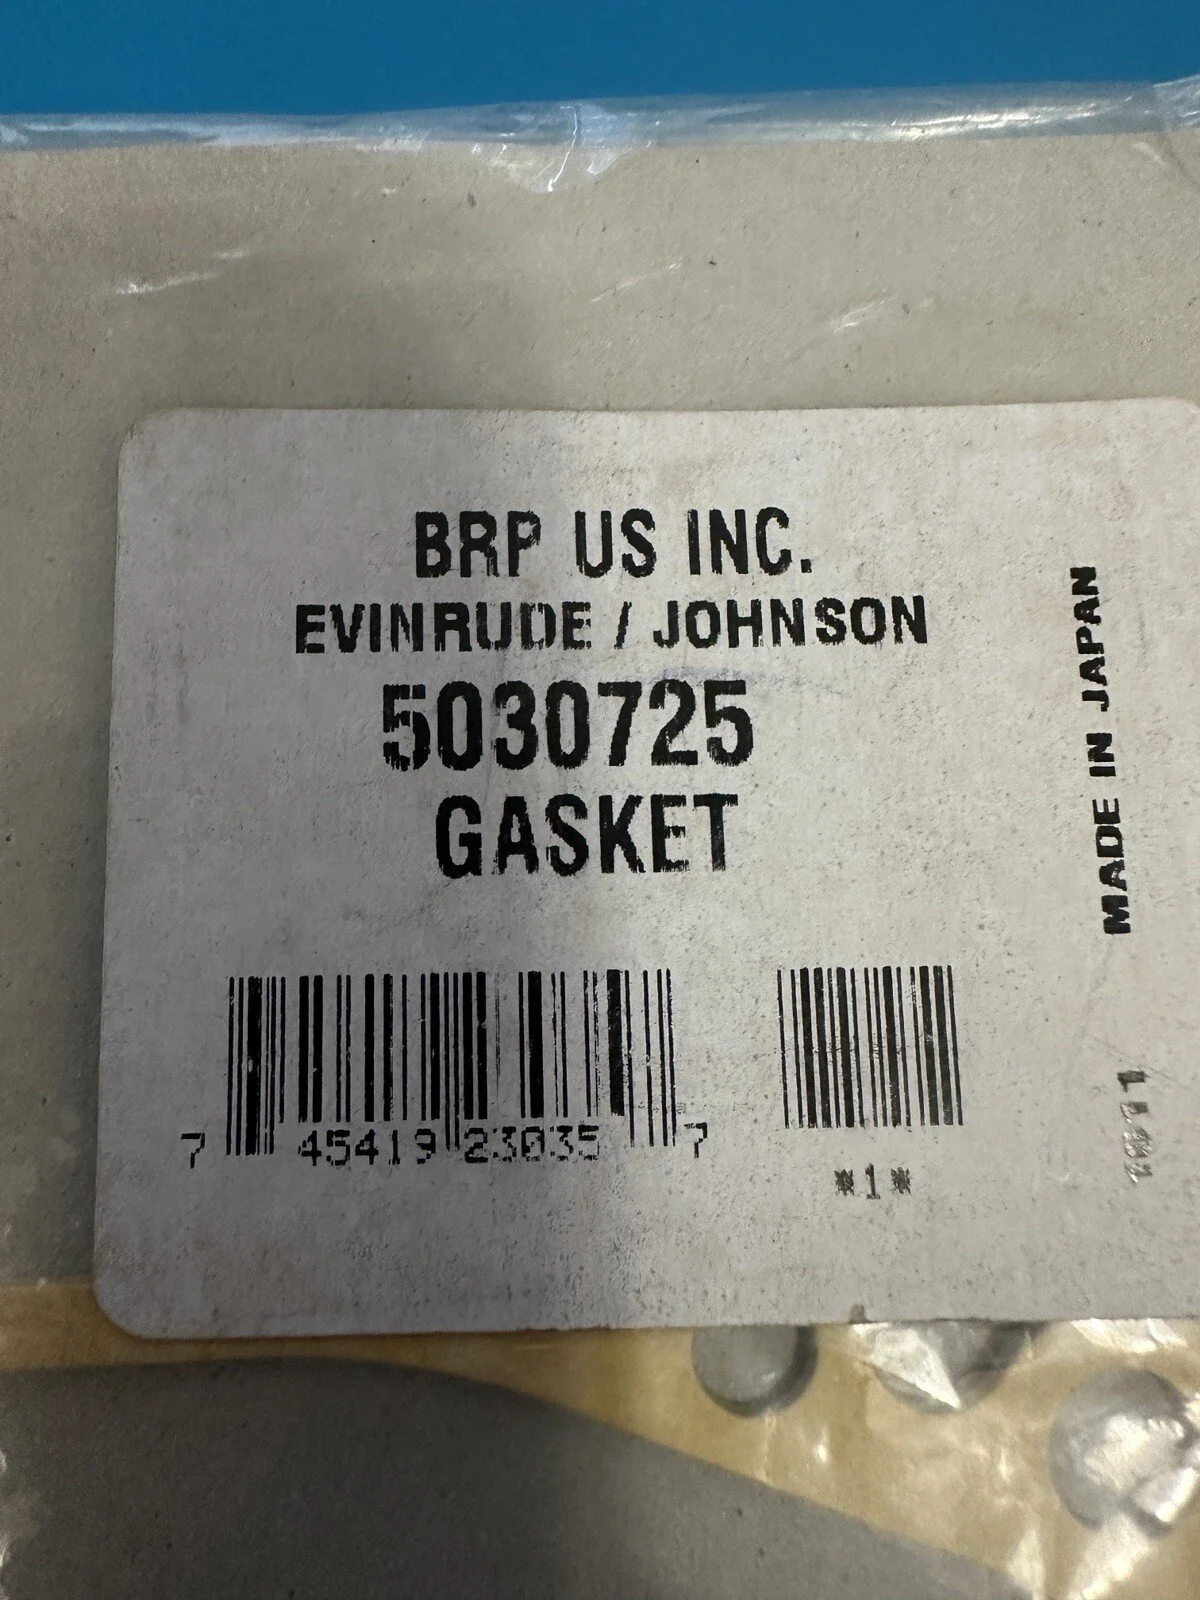 BRP US INC.
EVINRUDE / JOHNSON
5030725
GASKET
7 45419 23035 7
*1*
MADE IN JAPAN